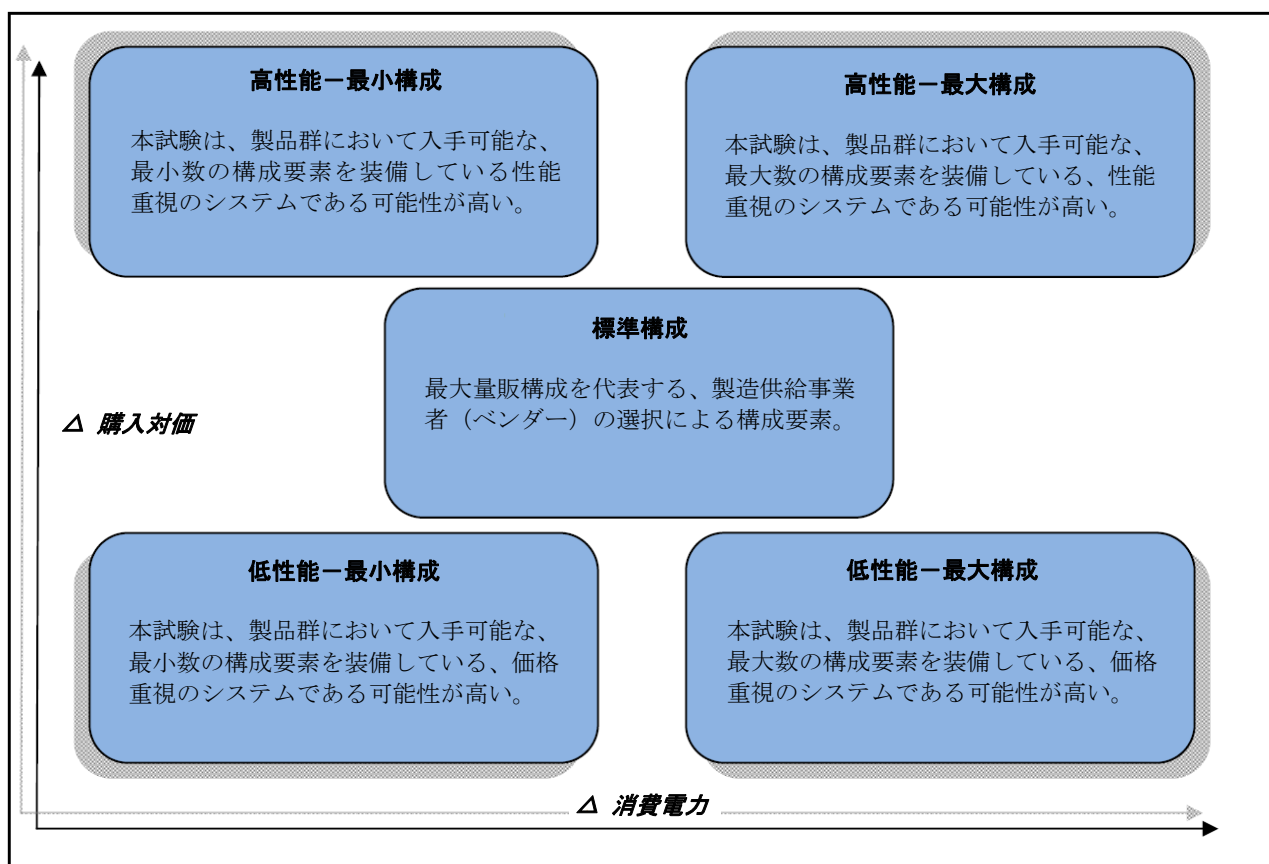 高性能－最小構成
本試験は、製品群において入手可能な、
最小数の構成要素を装備している性能
重視のシステムである可能性が高い。
高性能－最大構成
本試験は、製品群において入手可能な、
最大数の構成要素を装備している、性能
重視のシステムである可能性が高い。
標準構成
最大量販構成を代表する、製造供給事業
者（ベンダー）の選択による構成要素。
△ 購入対価
低性能－最小構成
本試験は、製品群において入手可能な、
最小数の構成要素を装備している、価格
重視のシステムである可能性が高い。
低性能－最大構成
本試験は、製品群において入手可能な、
最大数の構成要素を装備している、価格
重視のシステムである可能性が高い。
△ 消費電力